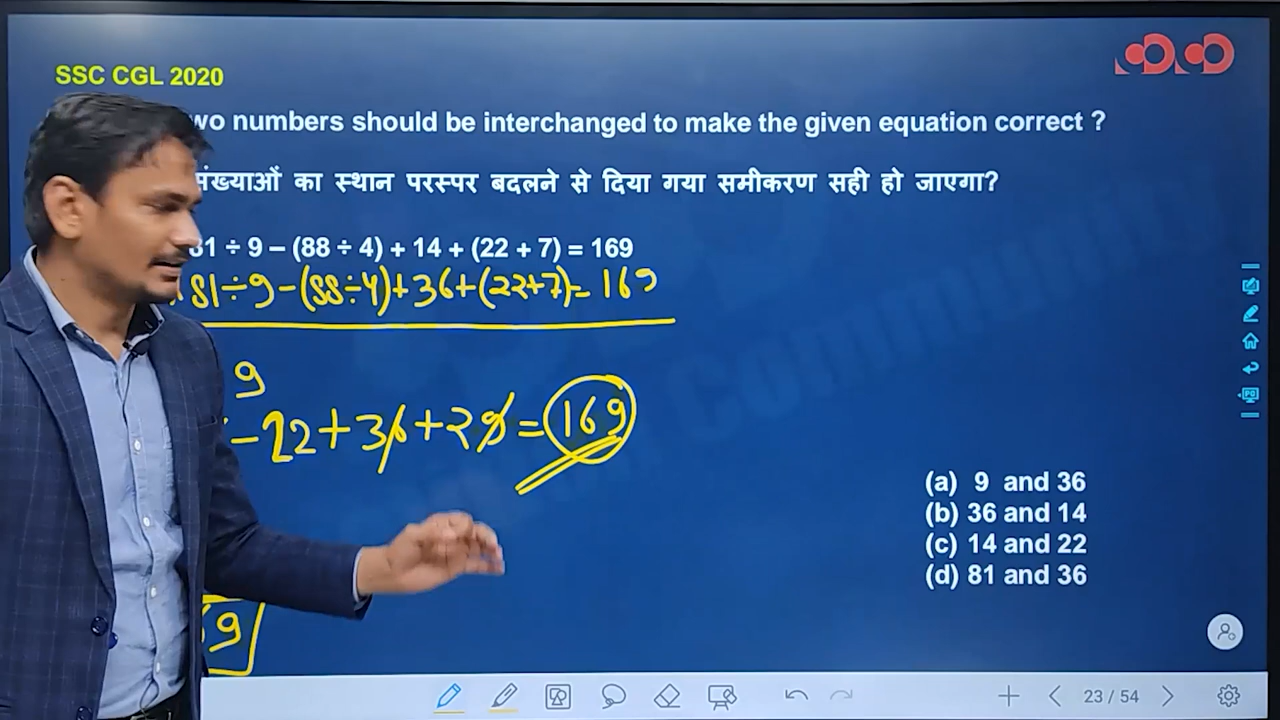 SSC CGL 2020
wo numbers should be interchanged to make the given equation correct ?
संख्याओं का स्थान परस्पर बदलने से दिया गया समीकरण सही हो जाएगा?
81 ÷ 9 – (88 ÷ 4) + 14 + (22 + 7) = 169
81 ÷ 9 - (88 ÷ 4) + 36 + (22 + 7) = 169
9
- 22 + 36 + 29 = 169
(a) 9 and 36
(b) 36 and 14
(c) 14 and 22
(d) 81 and 36
9
23 / 54